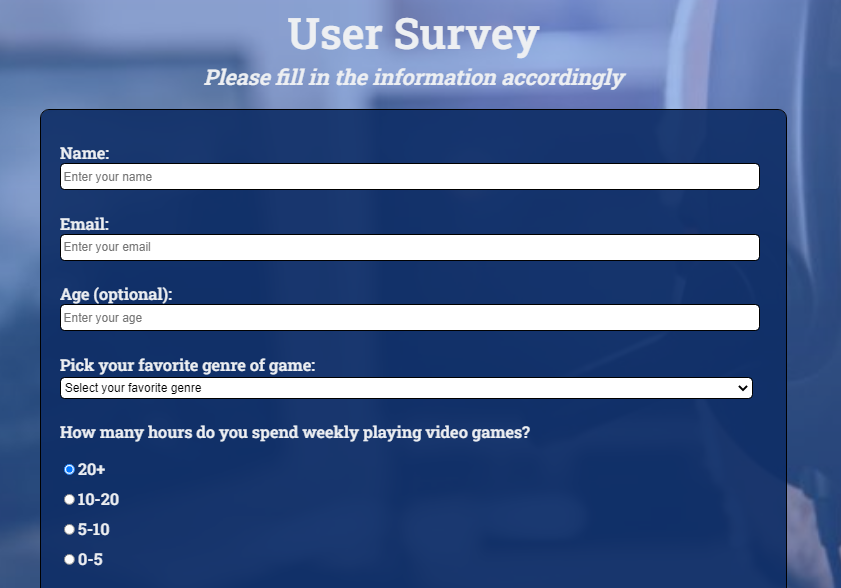 User Survey
Please fill in the information accordingly
Name:
Enter your name
Email:
Enter your email
Age (optional):
Enter your age
Pick your favorite genre of game:
Select your favorite genre
How many hours do you spend weekly playing video games?
20+
10-20
5-10
0-5